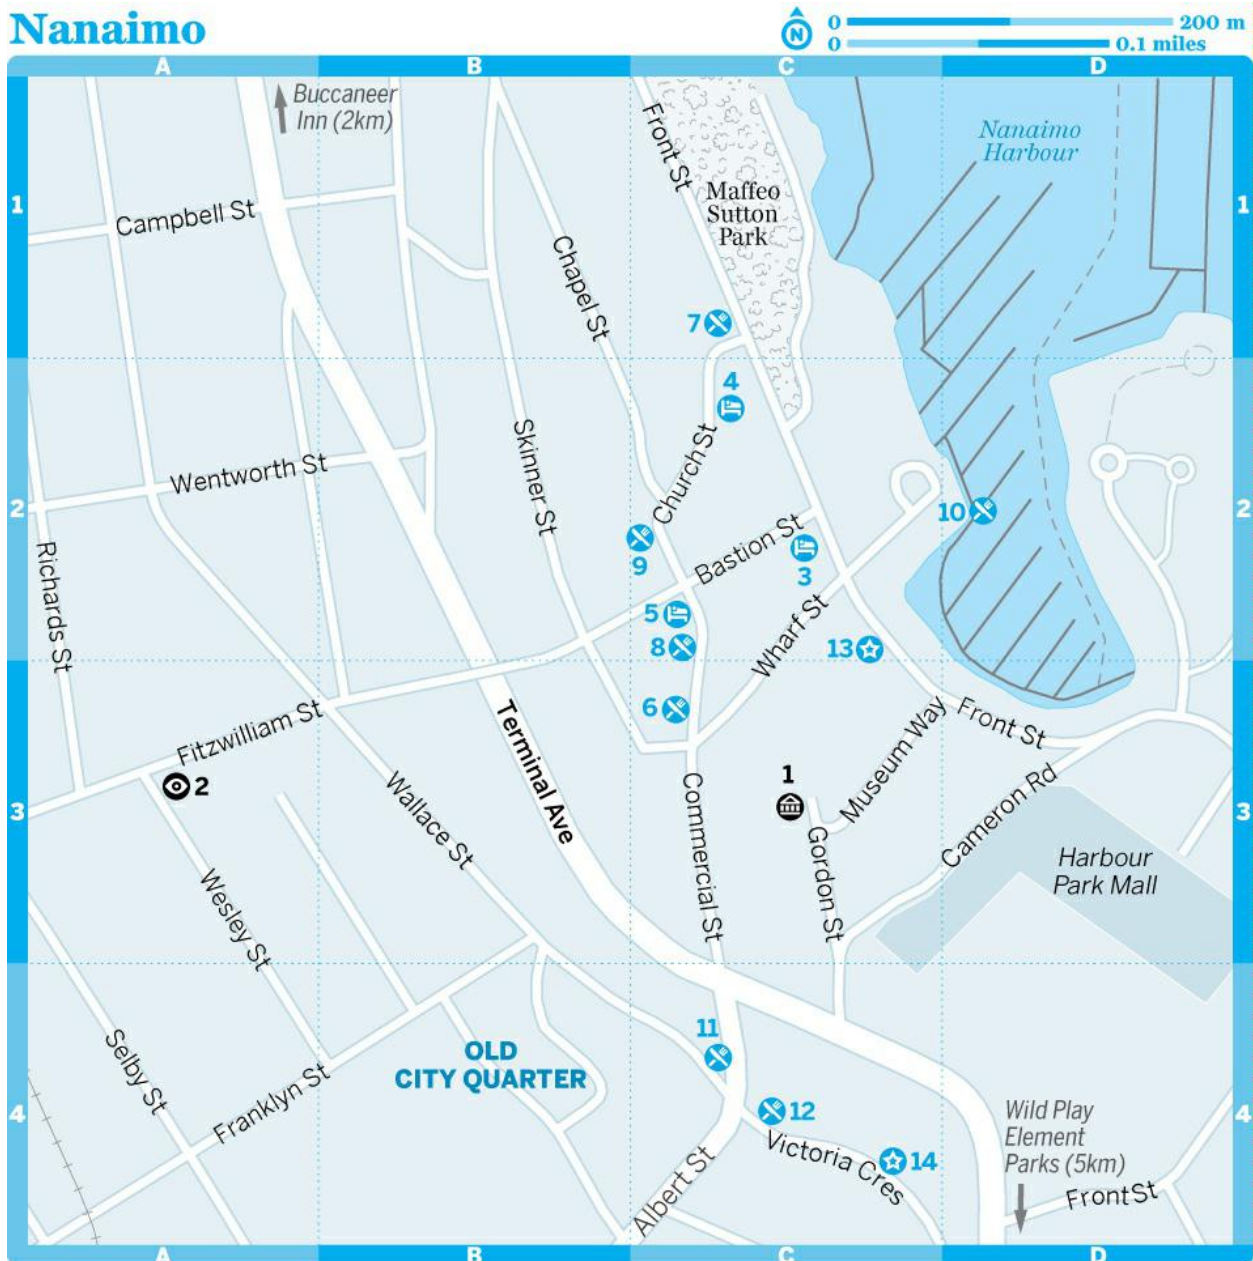 Nanaimo
N
0
200 m
0
0.1 miles
A
B
C
D
Buccaneer
Inn (2km)
Front St
Nanaimo
Harbour
1
1
Campbell St
Maffeo
Sutton
Park
Chapel St
7
4
Skinner St
Church St
Wentworth St
2
2
10
Bastion St
3
9
Richards St
5
8
Wharf St
13
6
Fitzwilliam St
Terminal Ave
Museum Way
Front St
2
1
Wallace St
Commercial St
Gordon St
Cameron Rd
3
3
Harbour
Park Mall
Wesley St
11
OLD
CITY QUARTER
Selby St
Franklyn St
12
4
4
Wild Play
Element
Parks (5km)
Victoria Cres
14
Albert St
Front St
A
B
C
D